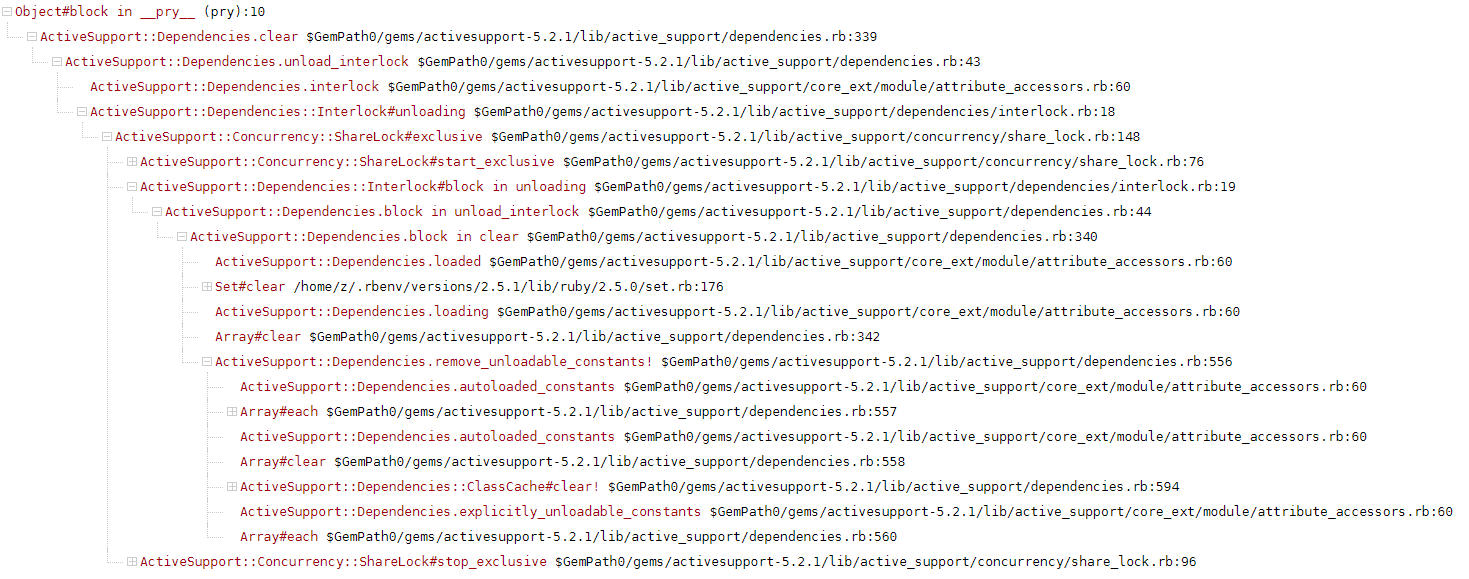 Object#block in __pry__ (pry):10
ActiveSupport::Dependencies.clear $GemPath0/gems/activesupport-5.2.1/lib/active_support/dependencies.rb:339
ActiveSupport::Dependencies.unload_interlock $GemPath0/gems/activesupport-5.2.1/lib/active_support/dependencies.rb:43
ActiveSupport::Dependencies.interlock $GemPath0/gems/activesupport-5.2.1/lib/active_support/core_ext/module/attribute_accessors.rb:60
ActiveSupport::Dependencies::Interlock#unloading $GemPath0/gems/activesupport-5.2.1/lib/active_support/dependencies/interlock.rb:18
ActiveSupport::Concurrency::ShareLock#exclusive $GemPath0/gems/activesupport-5.2.1/lib/active_support/concurrency/share_lock.rb:148
ActiveSupport::Concurrency::ShareLock#start_exclusive $GemPath0/gems/activesupport-5.2.1/lib/active_support/concurrency/share_lock.rb:76
ActiveSupport::Dependencies::Interlock#block in unloading $GemPath0/gems/activesupport-5.2.1/lib/active_support/dependencies/interlock.rb:19
ActiveSupport::Dependencies.block in unload_interlock $GemPath0/gems/activesupport-5.2.1/lib/active_support/dependencies.rb:44
ActiveSupport::Dependencies.block in clear $GemPath0/gems/activesupport-5.2.1/lib/active_support/dependencies.rb:340
ActiveSupport::Dependencies.loaded $GemPath0/gems/activesupport-5.2.1/lib/active_support/core_ext/module/attribute_accessors.rb:60
Set#clear /home/z/.rbenv/versions/2.5.1/lib/ruby/2.5.0/set.rb:176
ActiveSupport::Dependencies.loading $GemPath0/gems/activesupport-5.2.1/lib/active_support/core_ext/module/attribute_accessors.rb:60
Array#clear $GemPath0/gems/activesupport-5.2.1/lib/active_support/dependencies.rb:342
ActiveSupport::Dependencies.remove_unloadable_constants! $GemPath0/gems/activesupport-5.2.1/lib/active_support/dependencies.rb:556
ActiveSupport::Dependencies.autoloaded_constants $GemPath0/gems/activesupport-5.2.1/lib/active_support/core_ext/module/attribute_accessors.rb:60
Array#each $GemPath0/gems/activesupport-5.2.1/lib/active_support/dependencies.rb:557
ActiveSupport::Dependencies.autoloaded_constants $GemPath0/gems/activesupport-5.2.1/lib/active_support/core_ext/module/attribute_accessors.rb:60
Array#clear $GemPath0/gems/activesupport-5.2.1/lib/active_support/dependencies.rb:558
ActiveSupport::Dependencies::ClassCache#clear! $GemPath0/gems/activesupport-5.2.1/lib/active_support/dependencies.rb:594
ActiveSupport::Dependencies.explicitly_unloadable_constants $GemPath0/gems/activesupport-5.2.1/lib/active_support/core_ext/module/attribute_accessors.rb:60
Array#each $GemPath0/gems/activesupport-5.2.1/lib/active_support/dependencies.rb:560
ActiveSupport::Concurrency::ShareLock#stop_exclusive $GemPath0/gems/activesupport-5.2.1/lib/active_support/concurrency/share_lock.rb:96